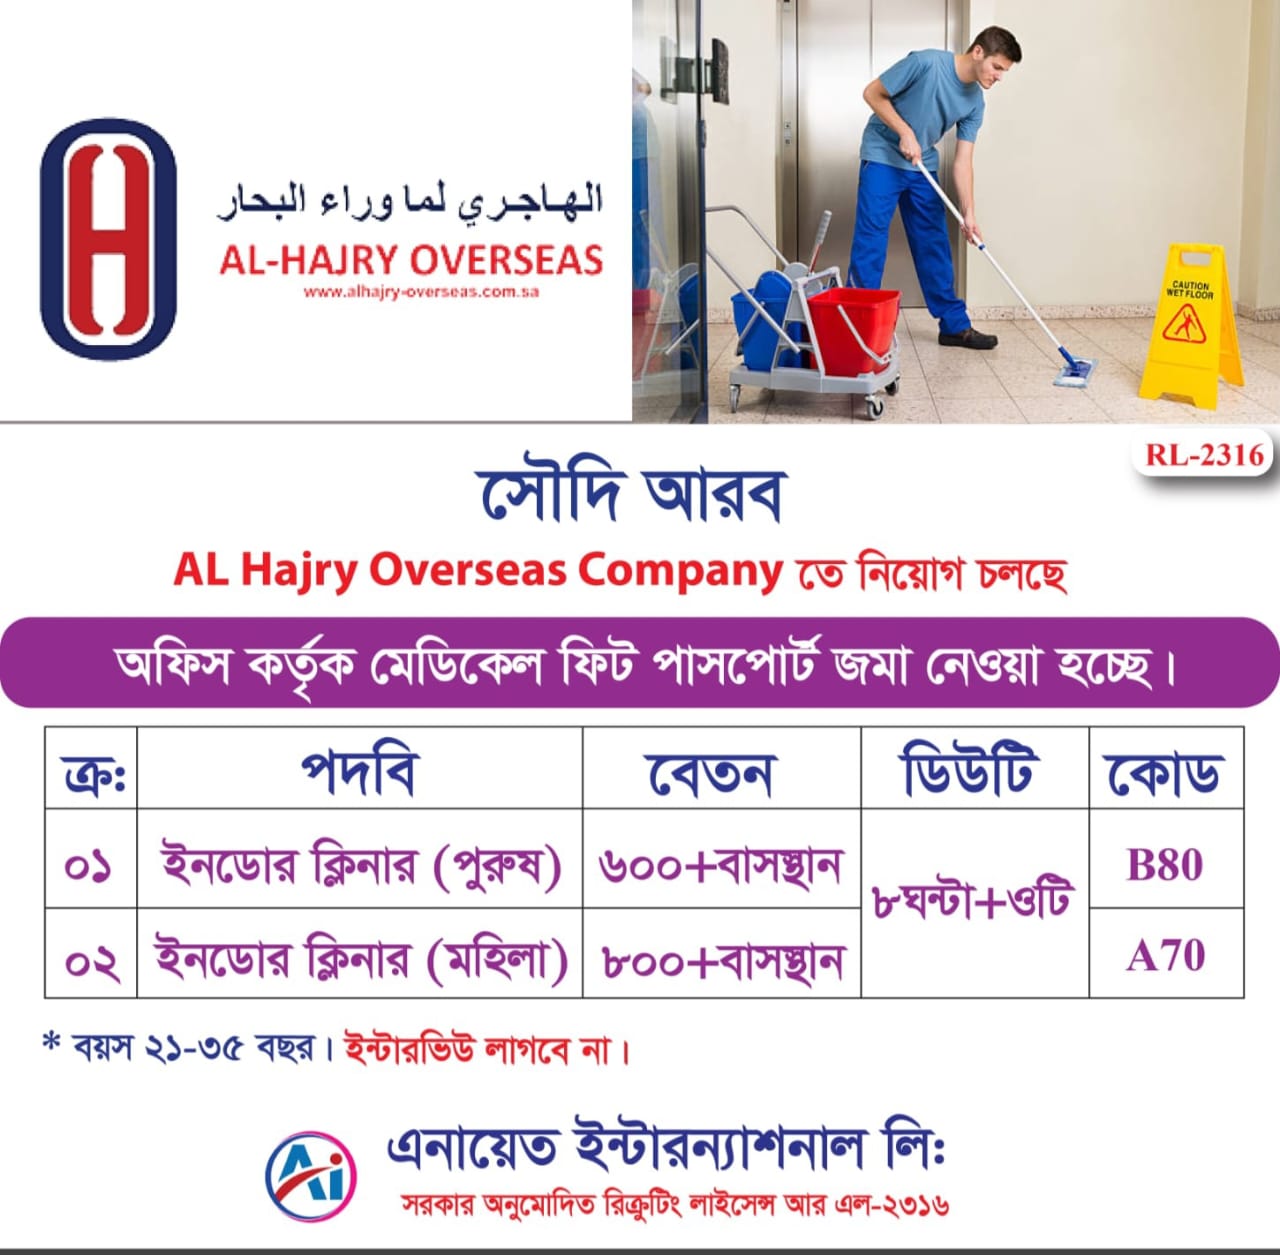 الهاجري لما وراء البحار
AL-HAJRY OVERSEAS
www.alhajry-overseas.com.sa
CAUTION
WET FLOOR
RL-2316
সৌদি আরব
AL Hajry Overseas Company তে নিয়োগ চলছে
অফিস কর্তৃক মেডিকেল ফিট পাসপোর্ট জমা নেওয়া হচ্ছে।
ক্র: পদবি বেতন ডিউটি কোড
০১ ইনডোর ক্লিনার (পুরুষ) ৬০০+বাসস্থান ৮ঘন্টা+ওটি B80
০২ ইনডোর ক্লিনার (মহিলা) ৮০০+বাসস্থান A70
* বয়স ২১-৩৫ বছর। ইন্টারভিউ লাগবে না।
Ai এনায়েত ইন্টারন্যাশনাল লি:
সরকার অনুমোদিত রিক্রুটিং লাইসেন্স আর এল-২৩১৬